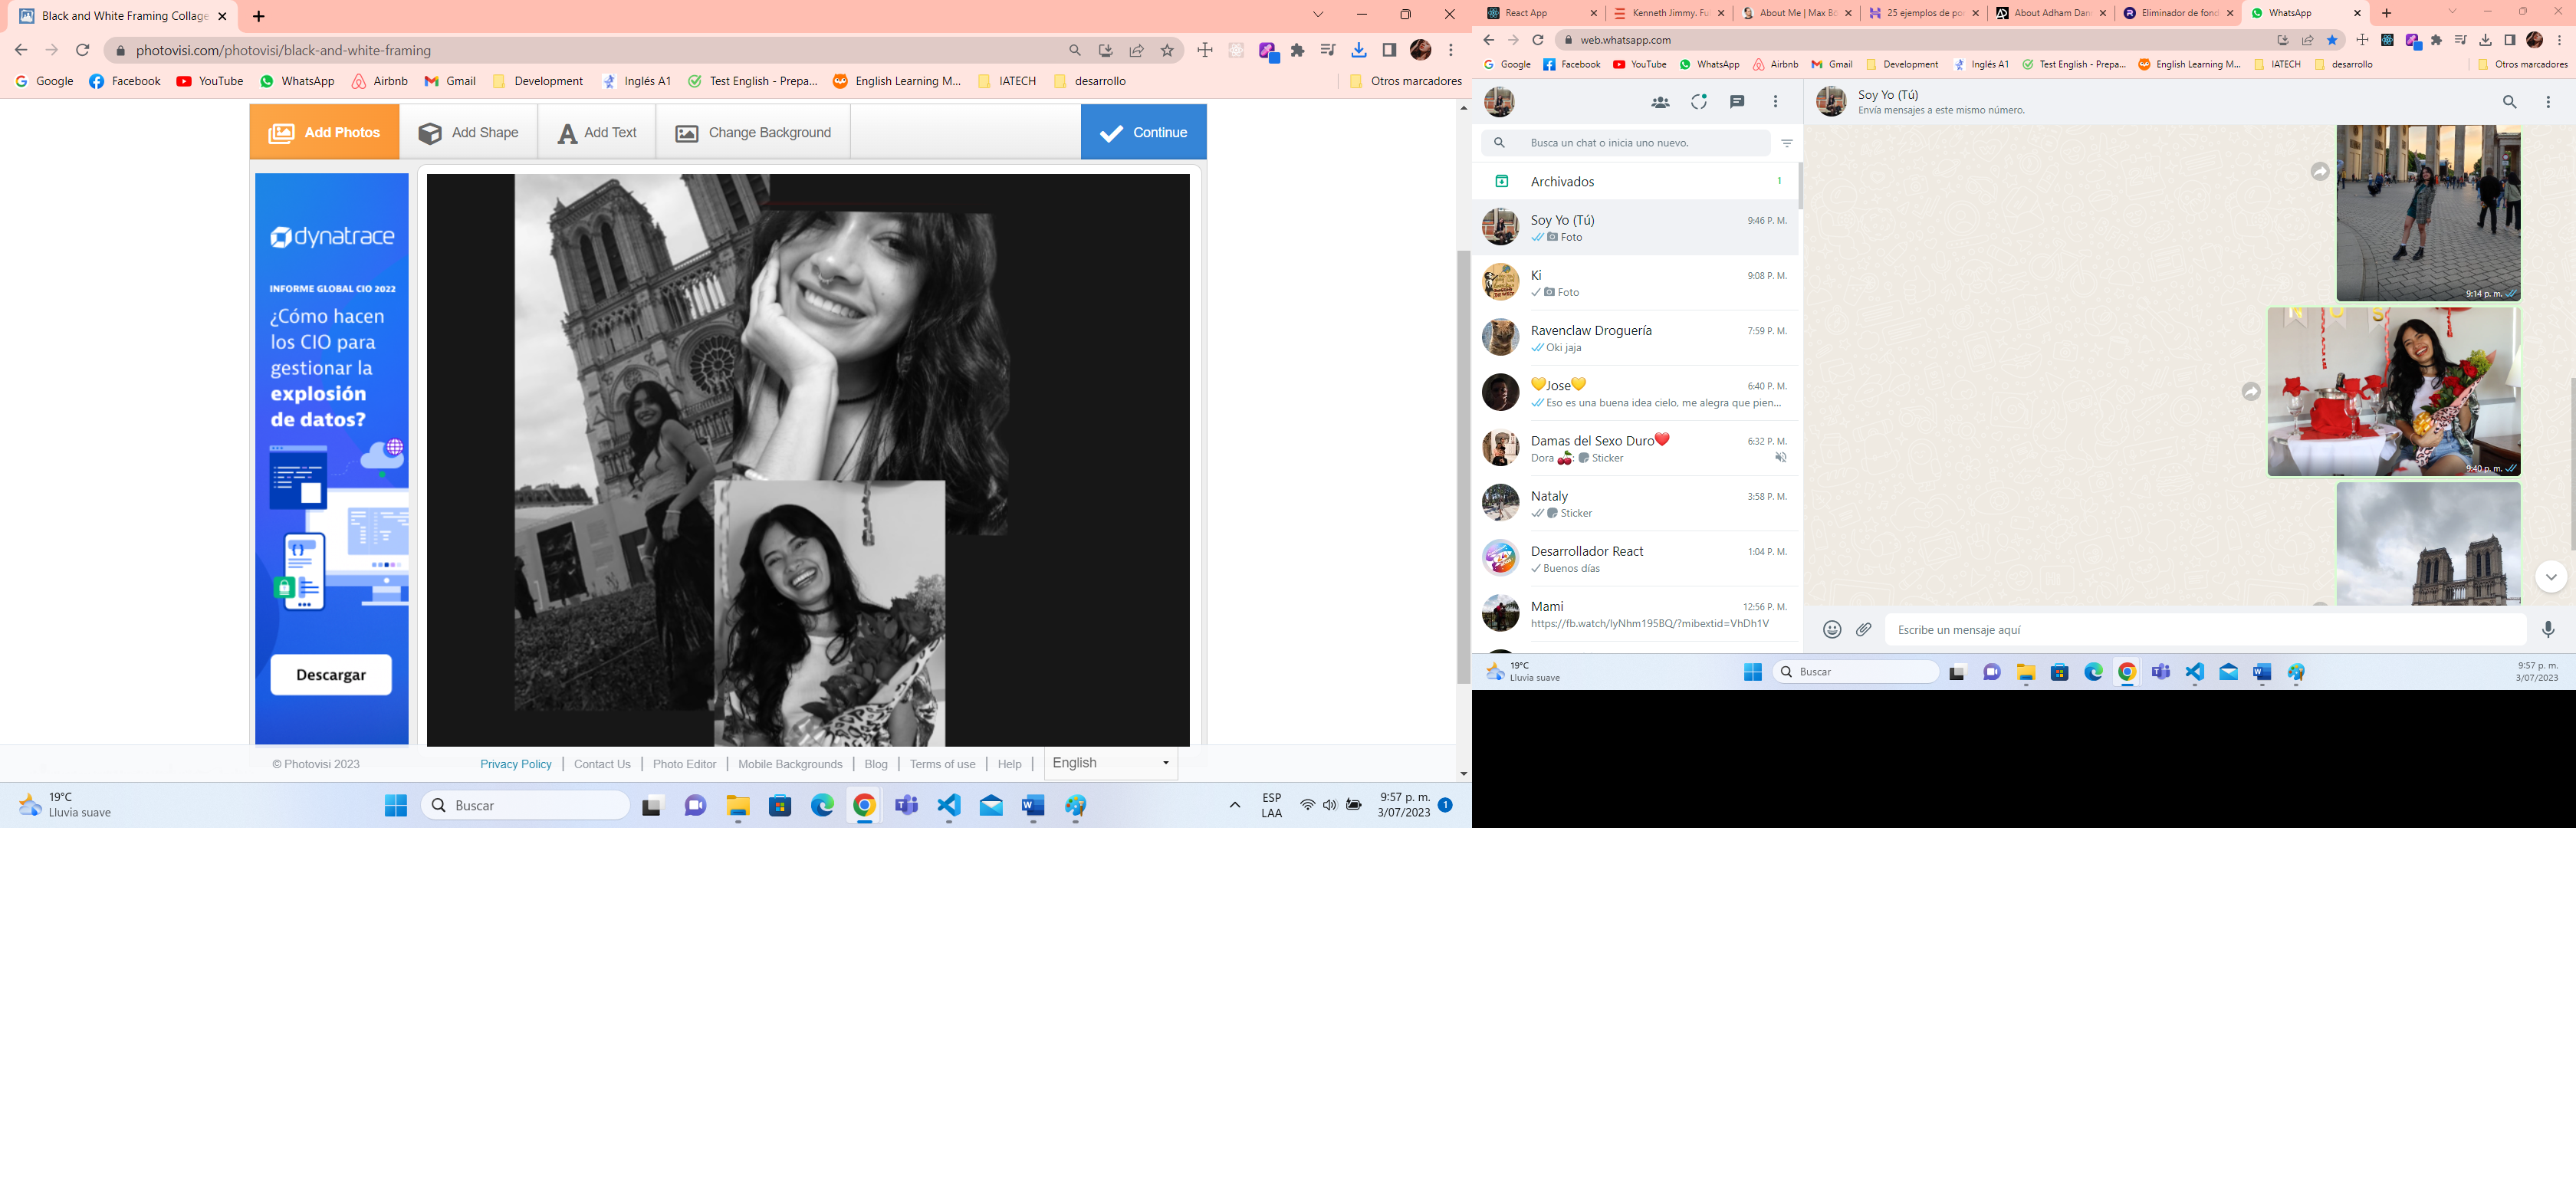 Black and White Framing Collage
photovisi.com/photovisi/black-and-white-framing
Google
Facebook
YouTube
WhatsApp
Airbnb
Gmail
Development
Inglés A1
Test English - Prepa...
English Learning M...
IATECH
desarrollo
Otros marcadores
Add Photos
Add Shape
Add Text
Change Background
Continue
dynatrace
INFORME GLOBAL CIO 2022
¿Cómo hacen
los CIO para
gestionar la
explosión
de datos?
Descargar
© Photovisi 2023
Privacy Policy
Contact Us
Photo Editor
Mobile Backgrounds
Blog
Terms of use
Help
English
19°C
Lluvia suave
Buscar
ESP
LAA
9:57 p. m.
3/07/2023
1
React App
Kenneth Jimmy. Fu
About Me | Max Bö
25 ejemplos de po
About Adham Dan
Eliminador de fond
WhatsApp
web.whatsapp.com
Google
Facebook
YouTube
WhatsApp
Airbnb
Gmail
Development
Inglés A1
Test English - Prepa...
English Learning M...
IATECH
desarrollo
Otros marcadores
Busca un chat o inicia uno nuevo.
Archivados
1
Soy Yo (Tú)
9:46 P. M.
Foto
Ki
9:08 P. M.
Foto
Ravenclaw Droguería
7:59 P. M.
Oki jaja
💛Jose💛
6:40 P. M.
Eso es una buena idea cielo, me alegra que pien...
Damas del Sexo Duro❤️
6:32 P. M.
Dora 🍒: Sticker
Nataly
3:58 P. M.
Sticker
Desarrollador React
1:04 P. M.
Buenos días
Mami
12:56 P. M.
https://fb.watch/lyNhm195BQ/?mibextid=VhDh1V
Soy Yo (Tú)
Envía mensajes a este mismo número.
9:14 p. m.
9:40 p. m.
Escribe un mensaje aquí
19°C
Lluvia suave
Buscar
9:57 p. m.
3/07/2023